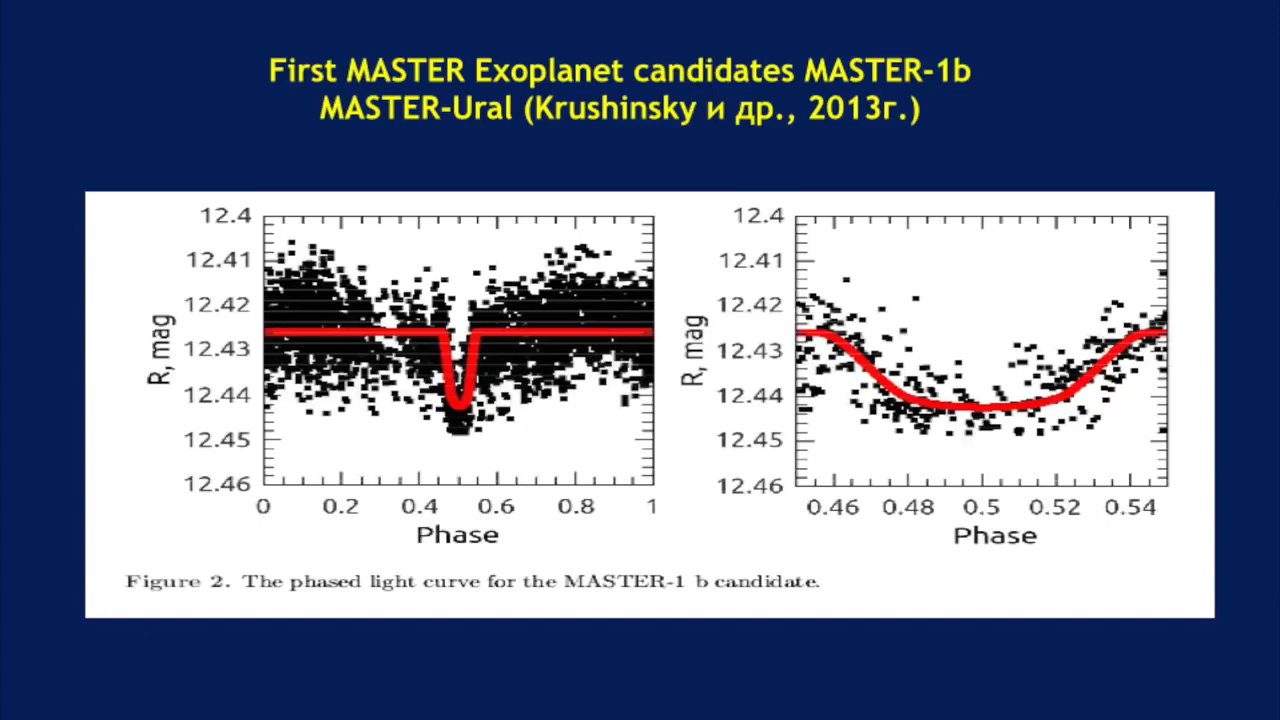 First MASTER Exoplanet candidates MASTER-1b
MASTER-Ural (Krushinsky и др., 2013г.)
12.4
12.41
12.42
12.43
12.44
12.45
12.46
R, mag
0 0.2 0.4 0.6 0.8 1
Phase
12.4
12.41
12.42
12.43
12.44
12.45
12.46
R, mag
0.46 0.48 0.5 0.52 0.54
Phase
Figure 2. The phased light curve for the MASTER-1 b candidate.